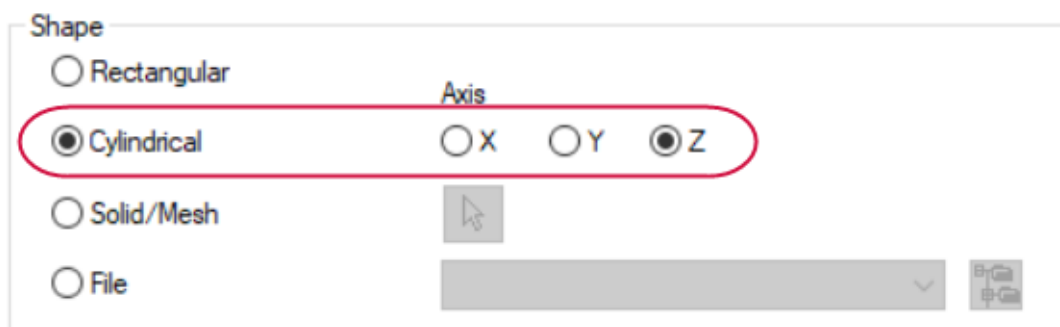 Shape
Rectangular
Axis
Cylindrical X Y Z
Solid/Mesh
File